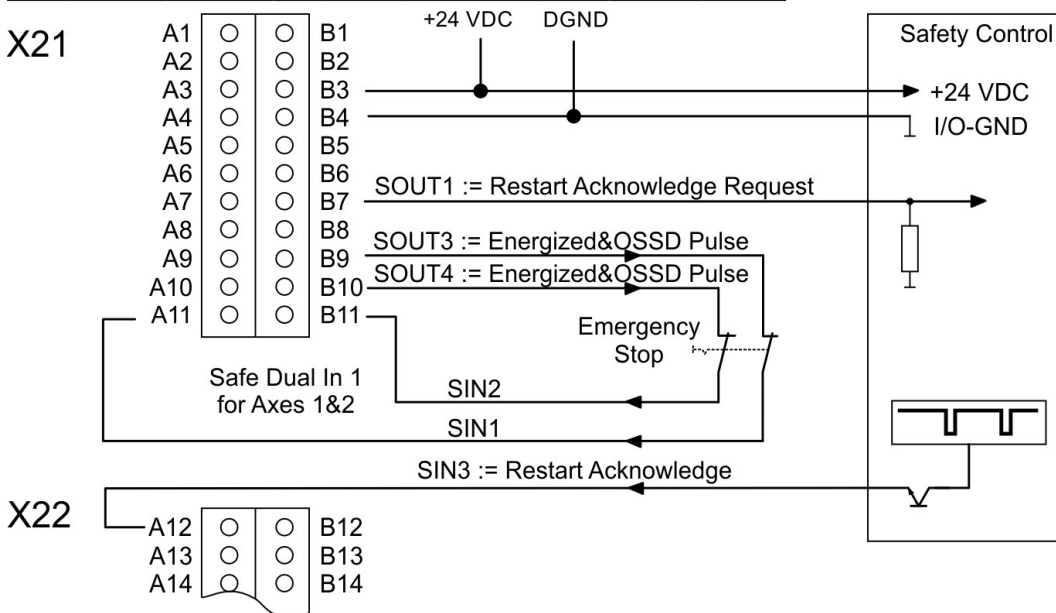 +24 VDC DGND
X21
Safety Control
A1 B1
A2 B2
A3 B3
+24 VDC
A4 B4
I/O-GND
A5 B5
A6 B6
A7 B7
SOUT1 := Restart Acknowledge Request
A8 B8
SOUT3 := Energized&OSSD Pulse
A9 B9
SOUT4 := Energized&OSSD Pulse
A10 B10
A11 B11
Emergency
Stop
Safe Dual In 1
for Axes 1&2
SIN2
SIN1
SIN3 := Restart Acknowledge
X22
A12 B12
A13 B13
A14 B14